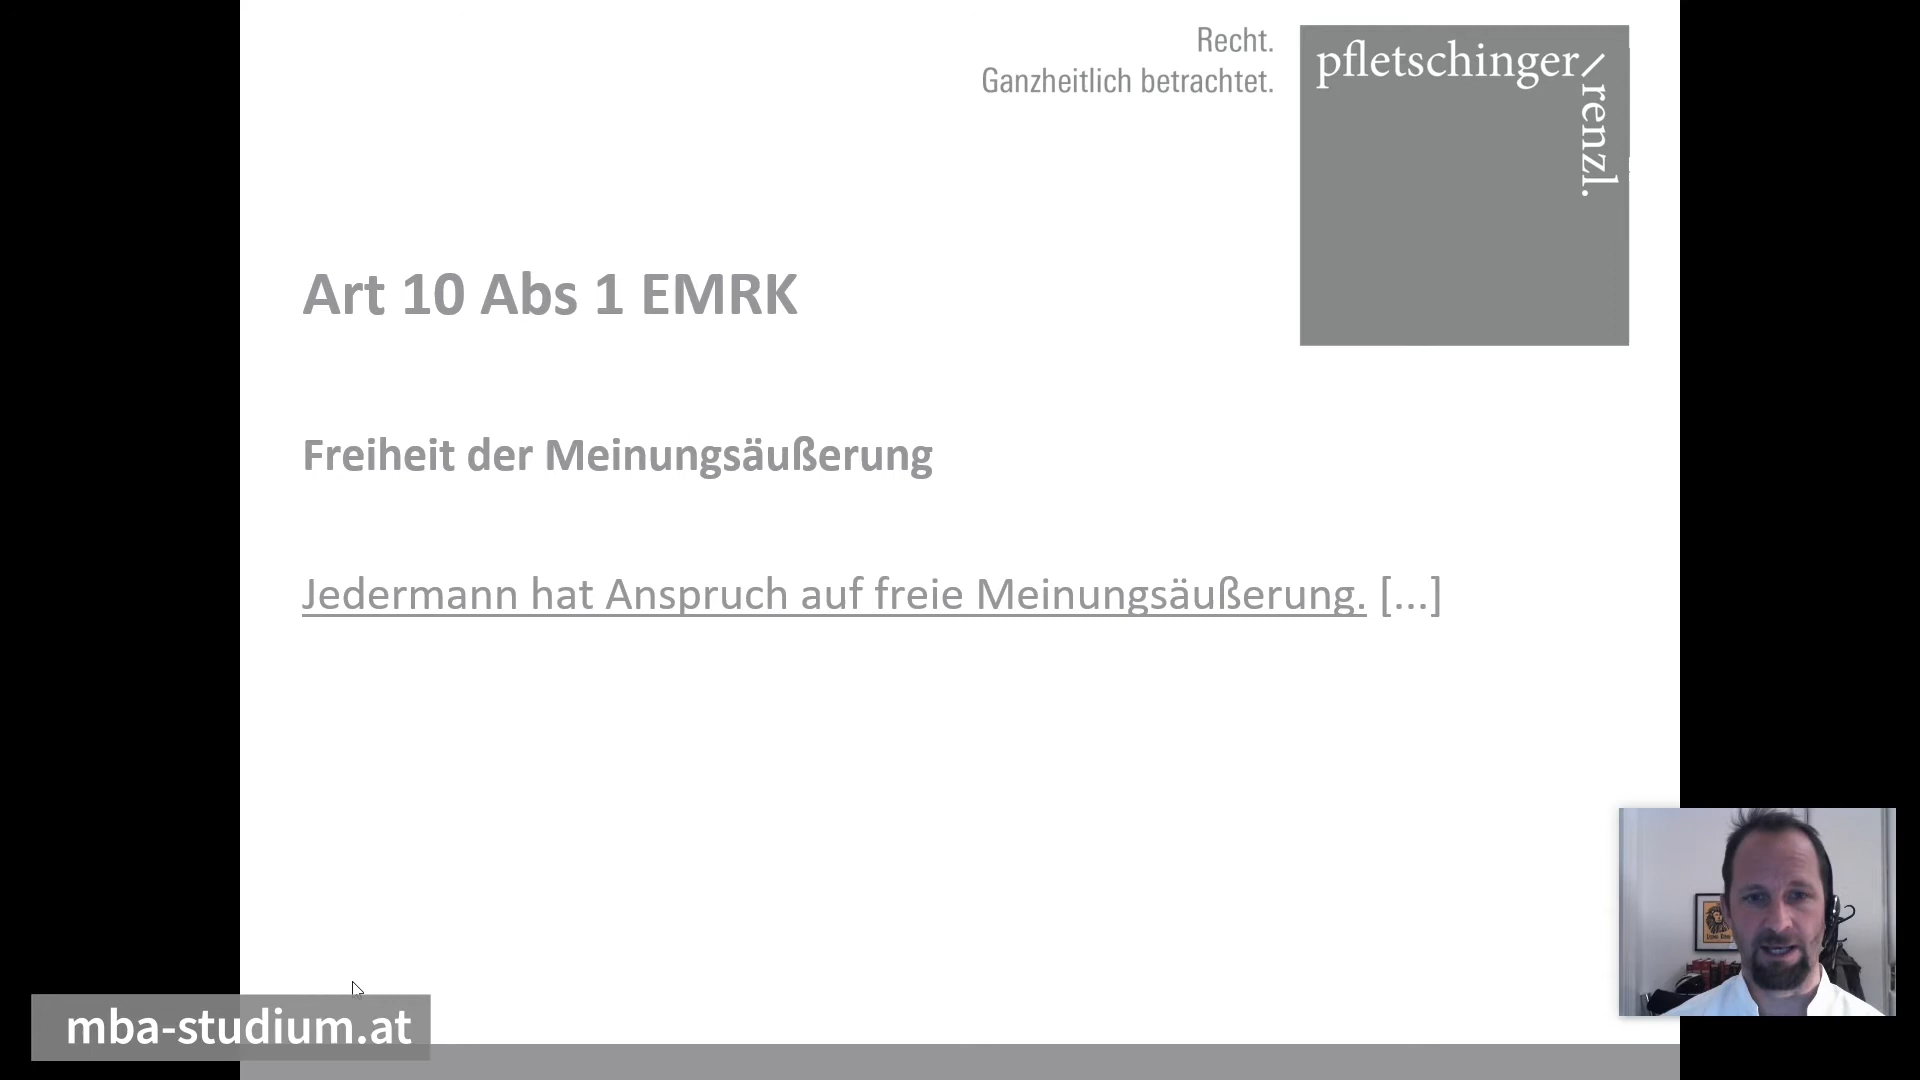 Recht.
Ganzheitlich betrachtet.
pfletschinger/
renzl.
Art 10 Abs 1 EMRK
Freiheit der Meinungsäußerung
Jedermann hat Anspruch auf freie Meinungsäußerung. [...]
mba-studium.at